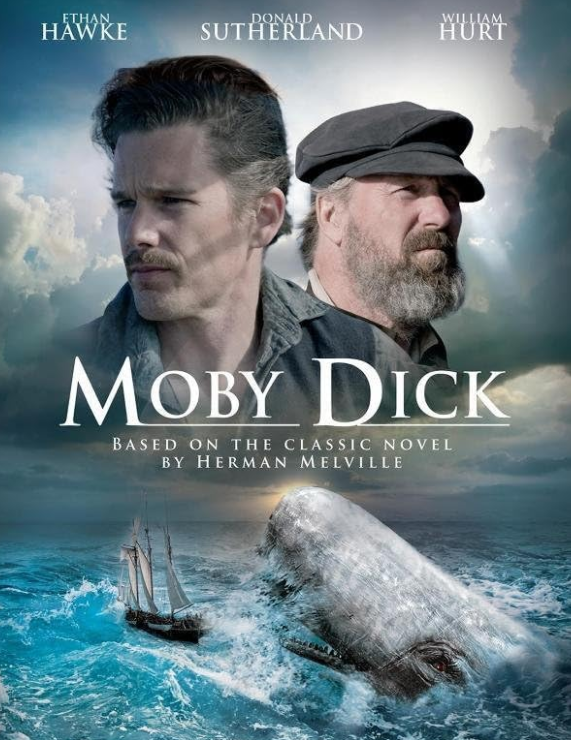 ETHAN HAWKE
DONALD SUTHERLAND
WILLIAM HURT
MOBY DICK
BASED ON THE CLASSIC NOVEL
BY HERMAN MELVILLE